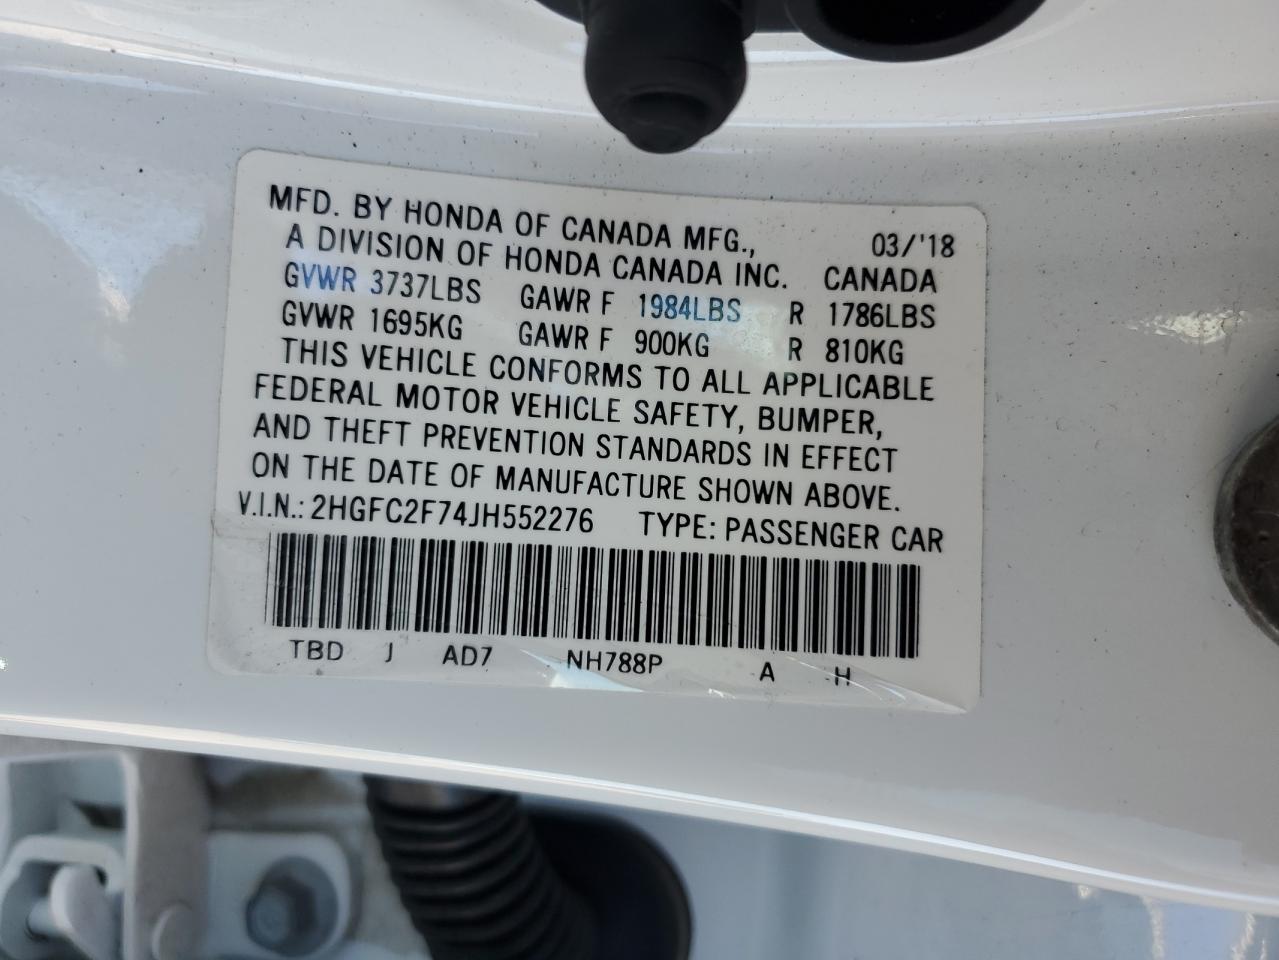 MFD. BY HONDA OF CANADA MFG., 03/'18
A DIVISION OF HONDA CANADA INC. CANADA
GVWR 3737LBS GAWR F 1984LBS R 1786LBS
GVWR 1695KG GAWR F 900KG R 810KG
THIS VEHICLE CONFORMS TO ALL APPLICABLE
FEDERAL MOTOR VEHICLE SAFETY, BUMPER,
AND THEFT PREVENTION STANDARDS IN EFFECT
ON THE DATE OF MANUFACTURE SHOWN ABOVE.
V.I.N.: 2HGFC2F74JH552276 TYPE: PASSENGER CAR
TBD J AD7 NH788P A H